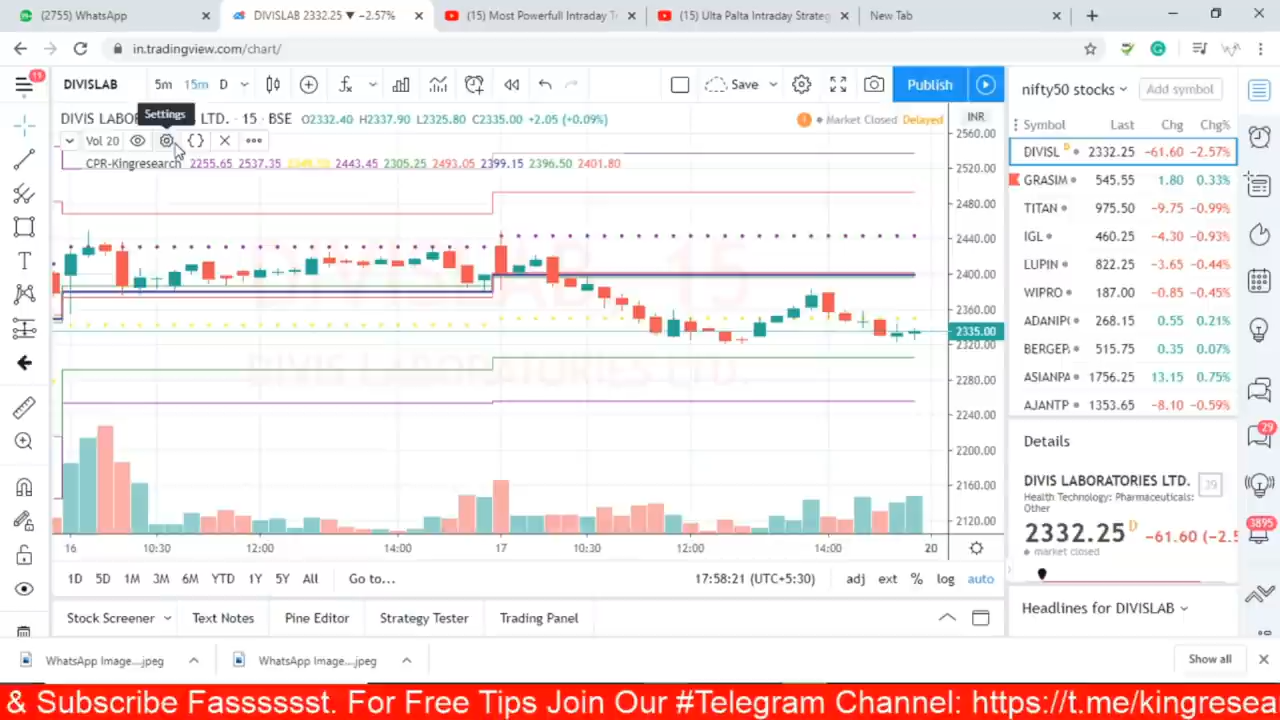 (2755) WhatsApp
DIVISLAB 2332.25 ▼ −2.57%
(15) Most Powerfull Intraday T
(15) Ulta Palta Intraday Strateg
New Tab
in.tradingview.com/chart/
19
DIVISLAB
5m
15m
D
Save
Publish
nifty50 stocks
Add symbol
Settings
DIVIS LABOR
LTD. · 15 · BSE
O2332.40 H2337.90 L2325.80 C2335.00 +2.05 (+0.09%)
Market Closed
Delayed
INR
Vol 20
CPR-Kingresearch 2255.65 2537.35
2443.45 2305.25 2493.05 2399.15 2396.50 2401.80
Symbol Last Chg Chg%
DIVISL D 2332.25 −61.60 −2.57%
GRASIM 545.55 1.80 0.33%
TITAN 975.50 −9.75 −0.99%
IGL 460.25 −4.30 −0.93%
LUPIN 822.25 −3.65 −0.44%
WIPRO 187.00 −0.85 −0.45%
ADANIP 268.15 0.55 0.21%
BERGEP 515.75 0.35 0.07%
ASIANPA 1756.25 13.15 0.75%
AJANTP 1353.65 −8.10 −0.59%
2560.00
2520.00
2480.00
2440.00
2400.00
2360.00
2335.00
2320.00
2280.00
2240.00
2200.00
2160.00
2120.00
DIVISLAB, 15
DIVIS LABORATORIES LTD.
Details
DIVIS LABORATORIES LTD.
39
Health Technology: Pharmaceuticals:
Other
2332.25 D −61.60 (−2.5
market closed
29
3895
16 10:30 12:00 14:00 17 10:30 12:00 14:00 20
1D 5D 1M 3M 6M YTD 1Y 5Y All Go to...
17:58:21 (UTC+5:30) adj ext % log auto
Headlines for DIVISLAB
Stock Screener Text Notes Pine Editor Strategy Tester Trading Panel
WhatsApp Image....jpeg
WhatsApp Image....jpeg
Show all
& Subscribe Fasssssst. For Free Tips Join Our #Telegram Channel: https://t.me/kingresea